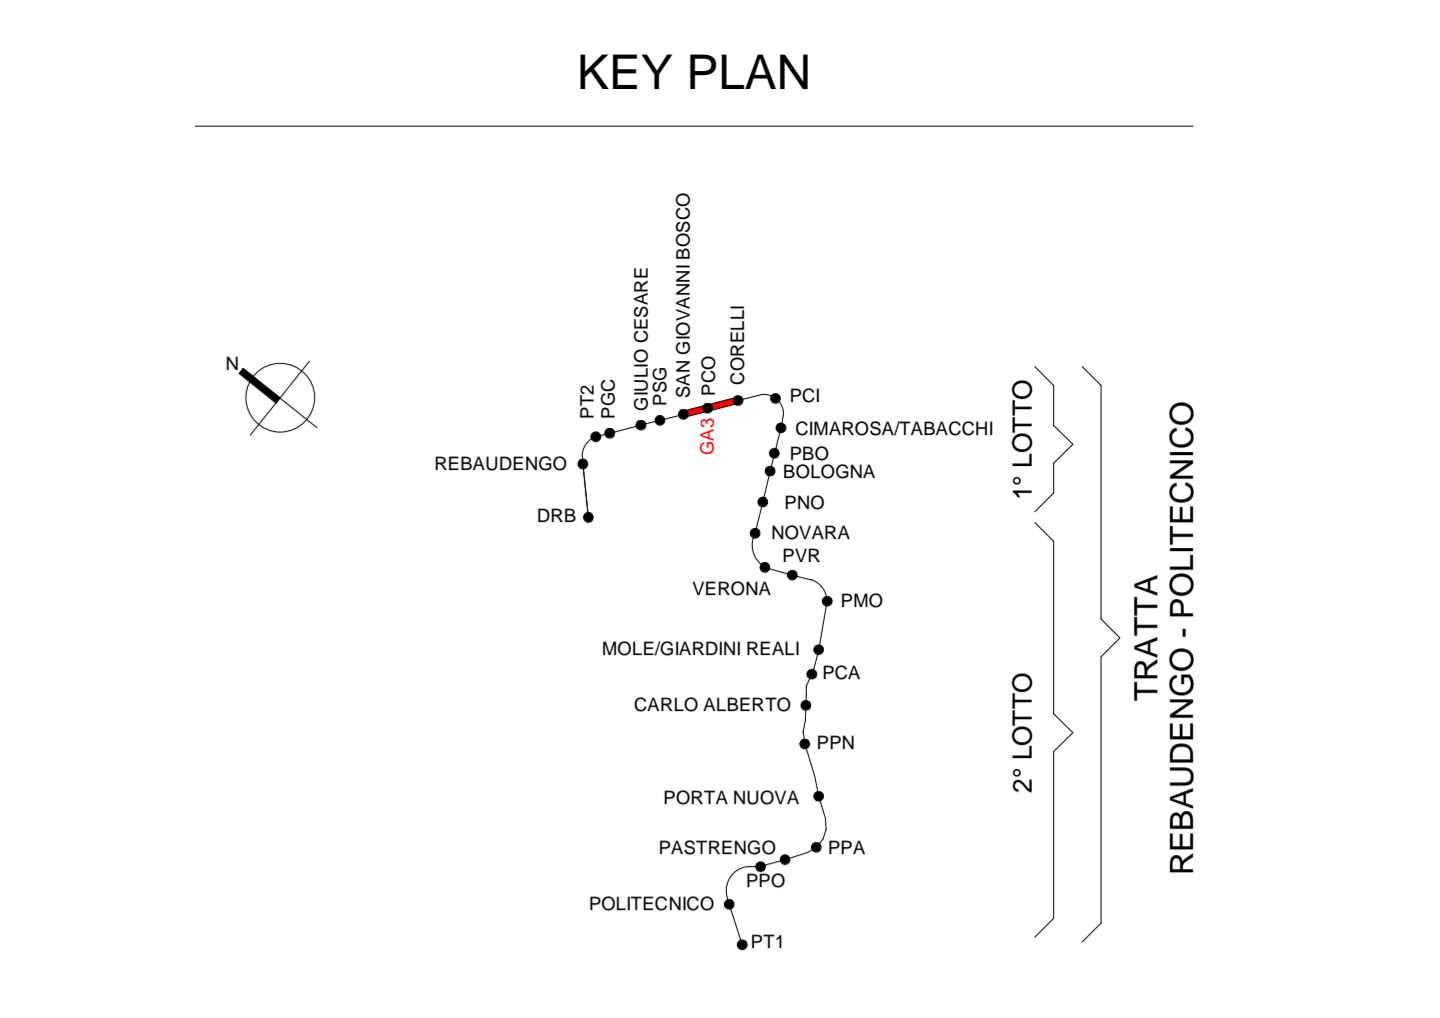 KEY PLAN
N
PT2
PGC
GIULIO CESARE
PSG
SAN GIOVANNI BOSCO
PCO
CORELLI
GA3
PCI
CIMAROSA/TABACCHI
PBO
BOLOGNA
REBAUDENGO
DRB
PNO
NOVARA
PVR
VERONA
PMO
MOLE/GIARDINI REALI
PCA
CARLO ALBERTO
PPN
PORTA NUOVA
PASTRENGO
PPA
PPO
POLITECNICO
PT1
1° LOTTO
2° LOTTO
TRATTA
REBAUDENGO - POLITECNICO